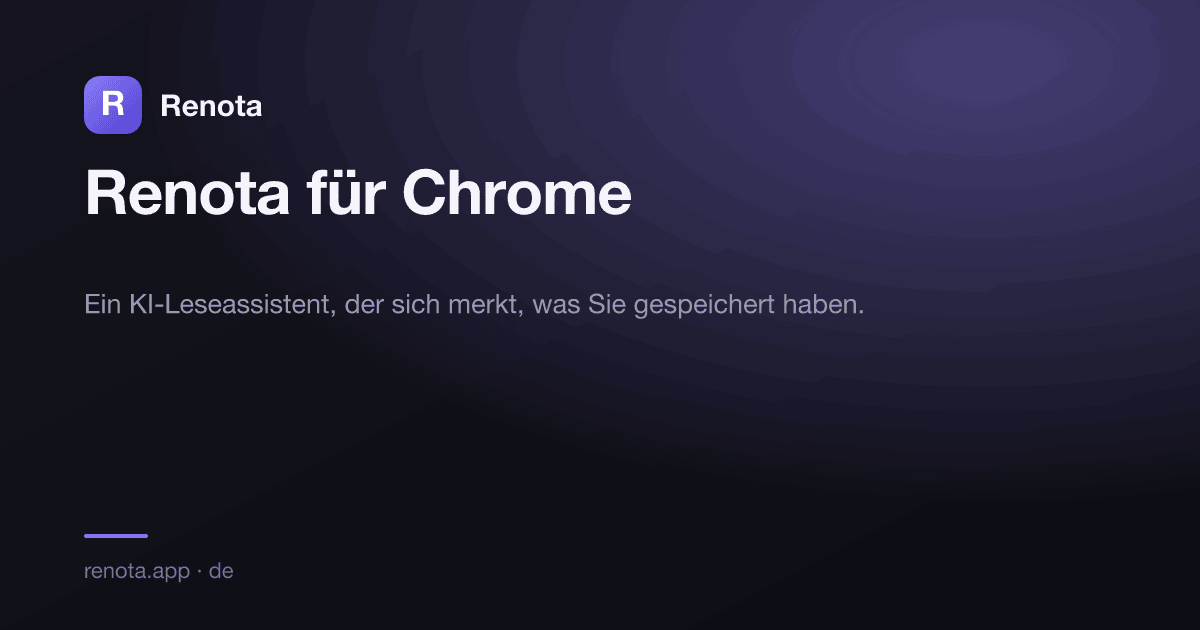 R
Renota
Renota für Chrome
Ein KI-Leseassistent, der sich merkt, was Sie gespeichert haben.
renota.app · de